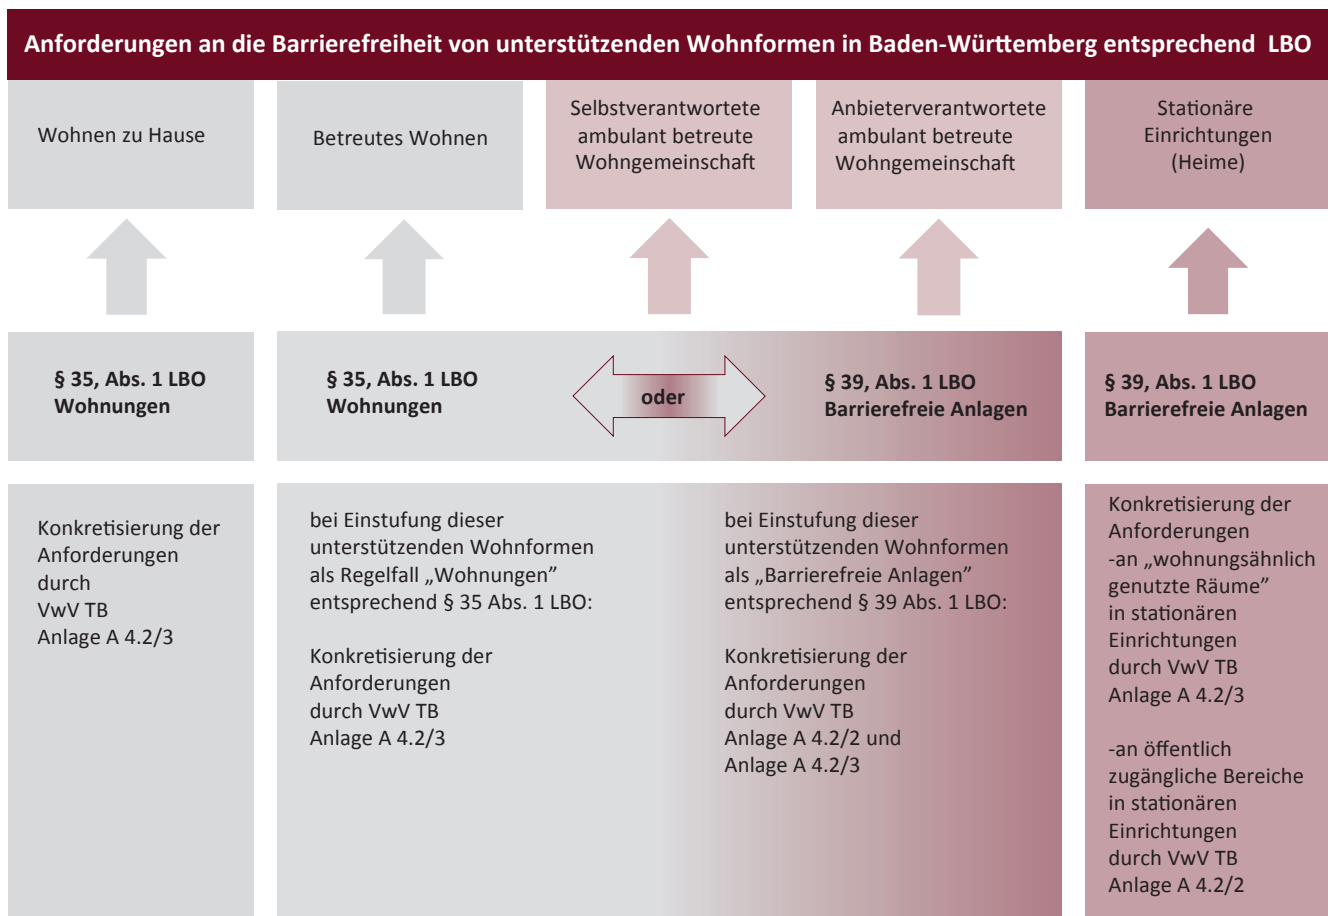 Anforderungen an die Barrierefreiheit von unterstützenden Wohnformen in Baden-Württemberg entsprechend LBO
Wohnen zu Hause
Betreutes Wohnen
Selbstverantwortete
ambulant betreute
Wohngemeinschaft
Anbieterverantwortete
ambulant betreute
Wohngemeinschaft
Stationäre
Einrichtungen
(Heime)
§ 35, Abs. 1 LBO
Wohnungen
§ 35, Abs. 1 LBO
Wohnungen
oder
§ 39, Abs. 1 LBO
Barrierefreie Anlagen
§ 39, Abs. 1 LBO
Barrierefreie Anlagen
Konkretisierung der
Anforderungen
durch
VwV TB
Anlage A 4.2/3
bei Einstufung dieser
unterstützenden Wohnformen
als Regelfall „Wohnungen”
entsprechend § 35 Abs. 1 LBO:
Konkretisierung der
Anforderungen
durch VwV TB
Anlage A 4.2/3
bei Einstufung dieser
unterstützenden Wohnformen
als „Barrierefreie Anlagen”
entsprechend § 39 Abs. 1 LBO:
Konkretisierung der
Anforderungen
durch VwV TB
Anlage A 4.2/2 und
Anlage A 4.2/3
Konkretisierung der
Anforderungen
-an „wohnungsähnlich
genutzte Räume”
in stationären
Einrichtungen
durch VwV TB
Anlage A 4.2/3
-an öffentlich
zugängliche Bereiche
in stationären
Einrichtungen
durch VwV TB
Anlage A 4.2/2